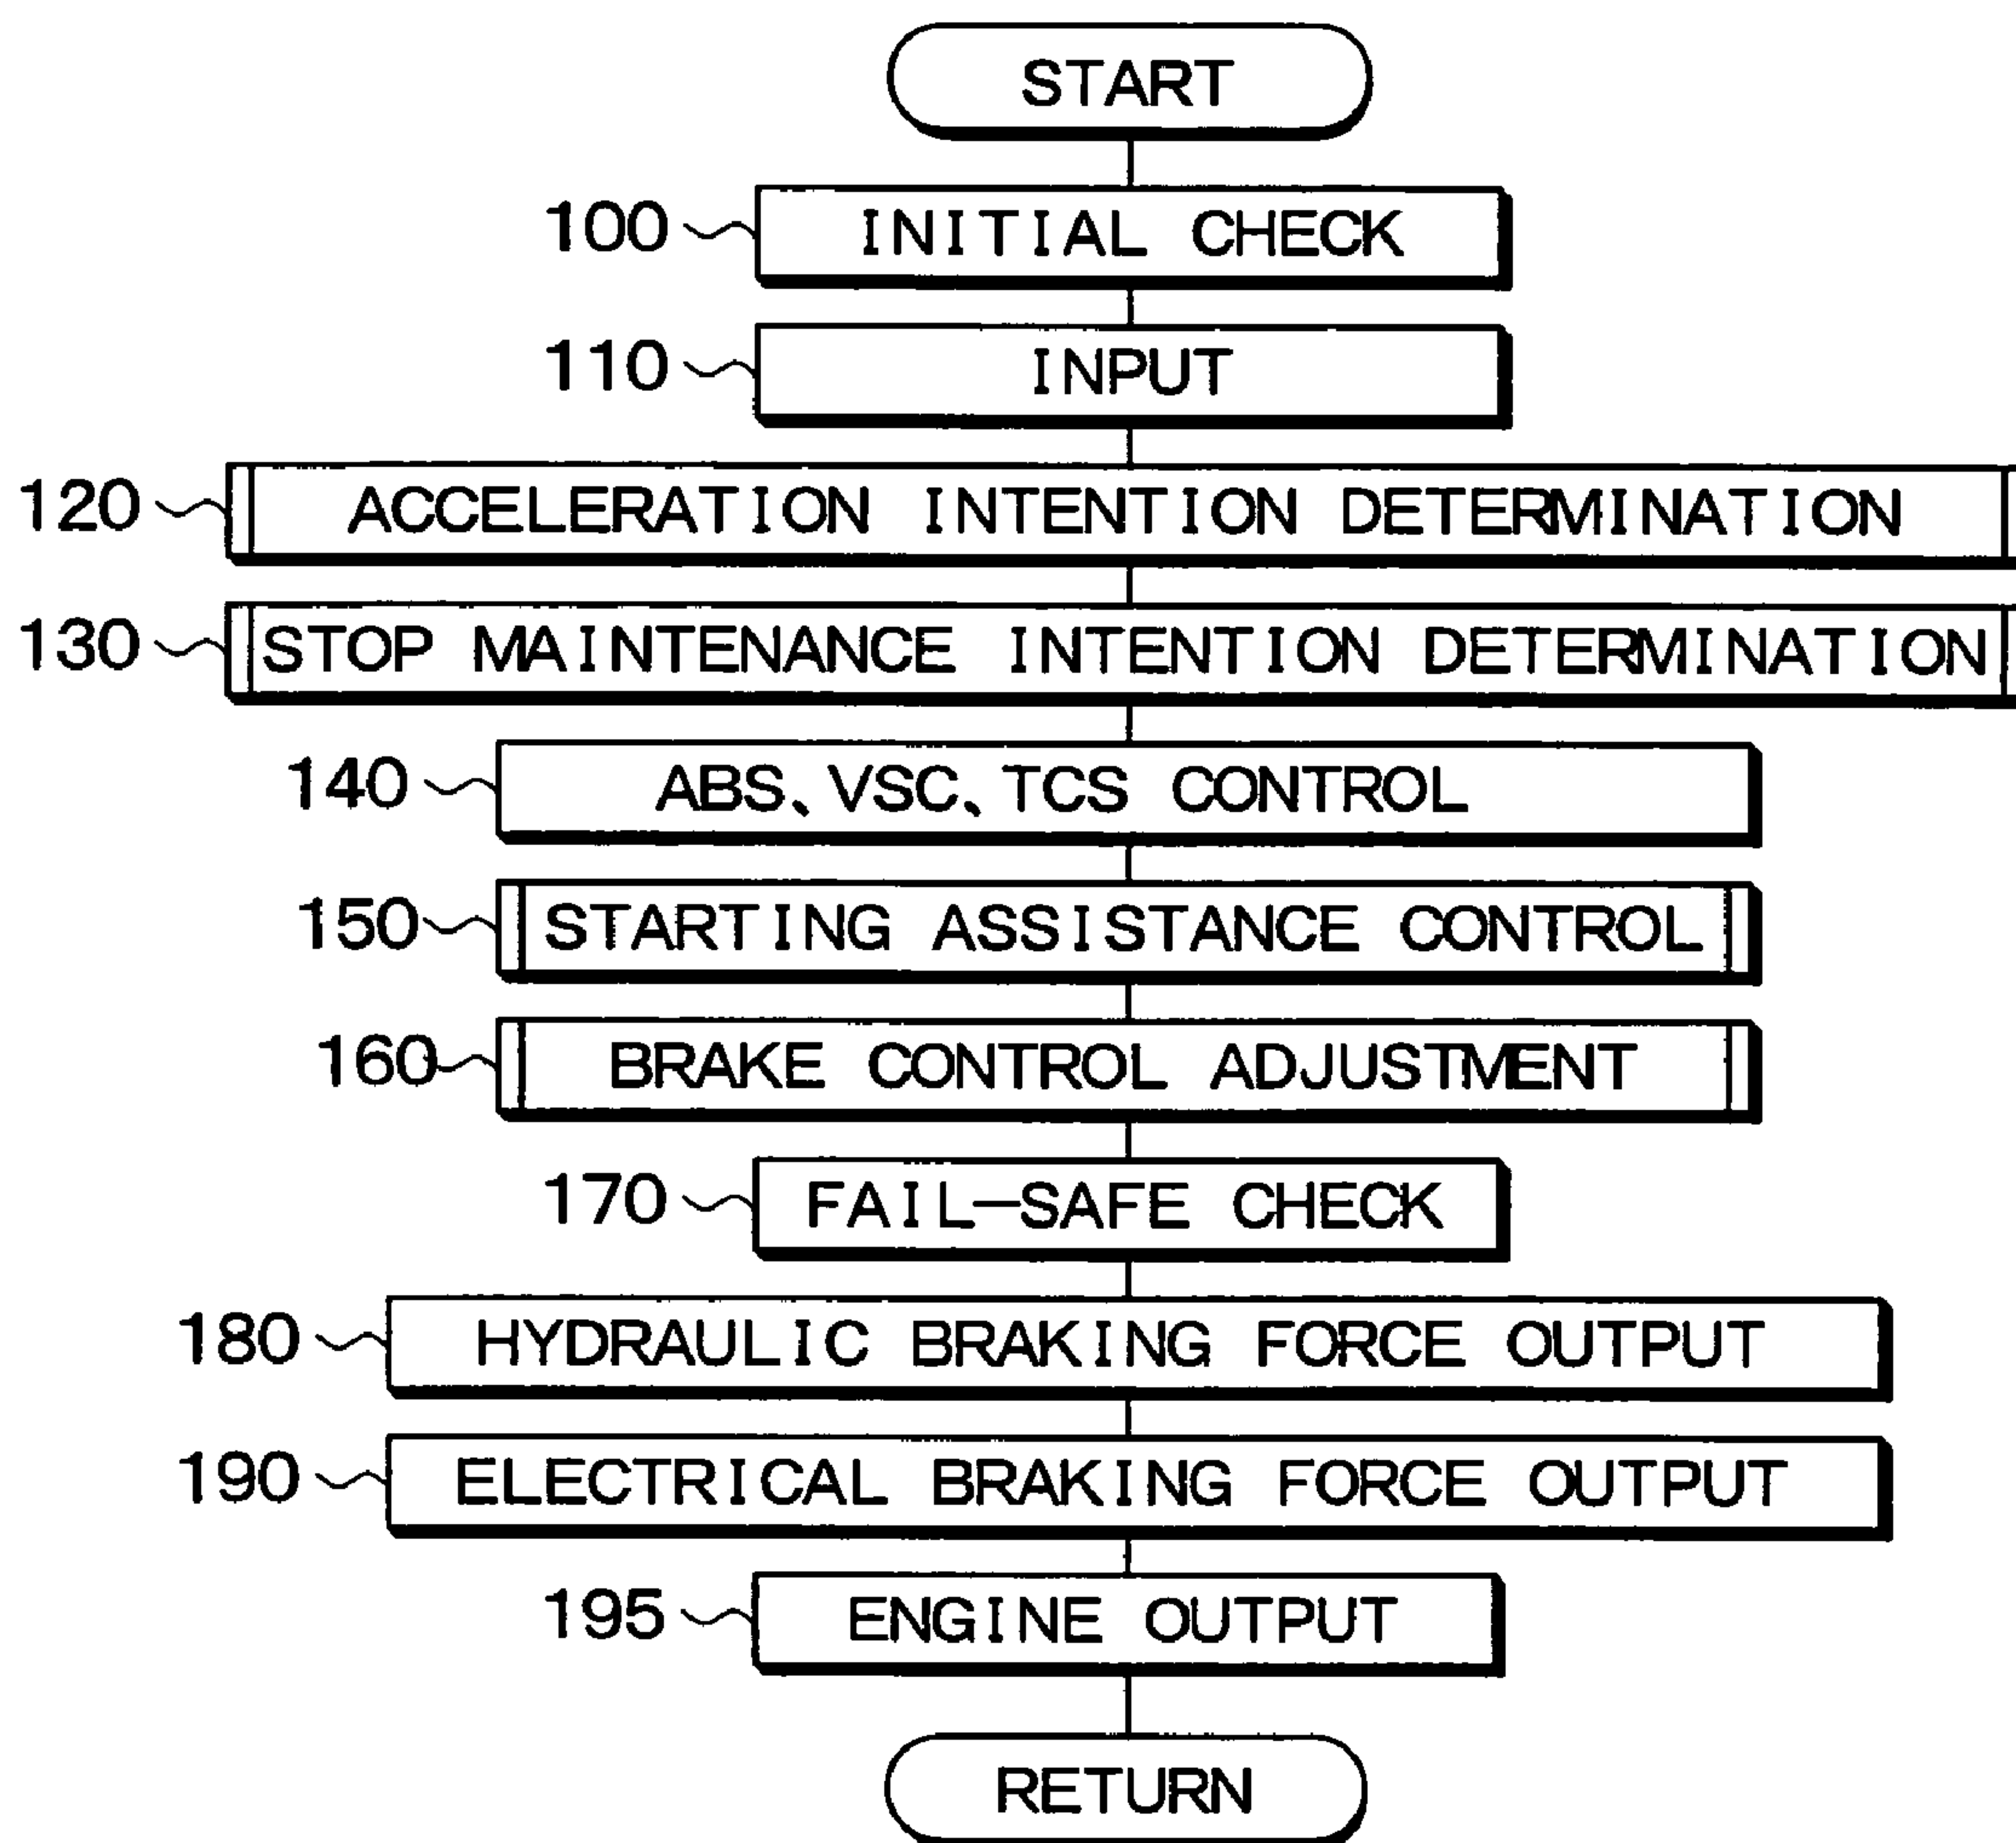 START
100 INITIAL CHECK
110 INPUT
120 ACCELERATION INTENTION DETERMINATION
130 STOP MAINTENANCE INTENTION DETERMINATION
140 ABS、VSC、TCS CONTROL
150 STARTING ASSISTANCE CONTROL
160 BRAKE CONTROL ADJUSTMENT
170 FAIL-SAFE CHECK
180 HYDRAULIC BRAKING FORCE OUTPUT
190 ELECTRICAL BRAKING FORCE OUTPUT
195 ENGINE OUTPUT
RETURN